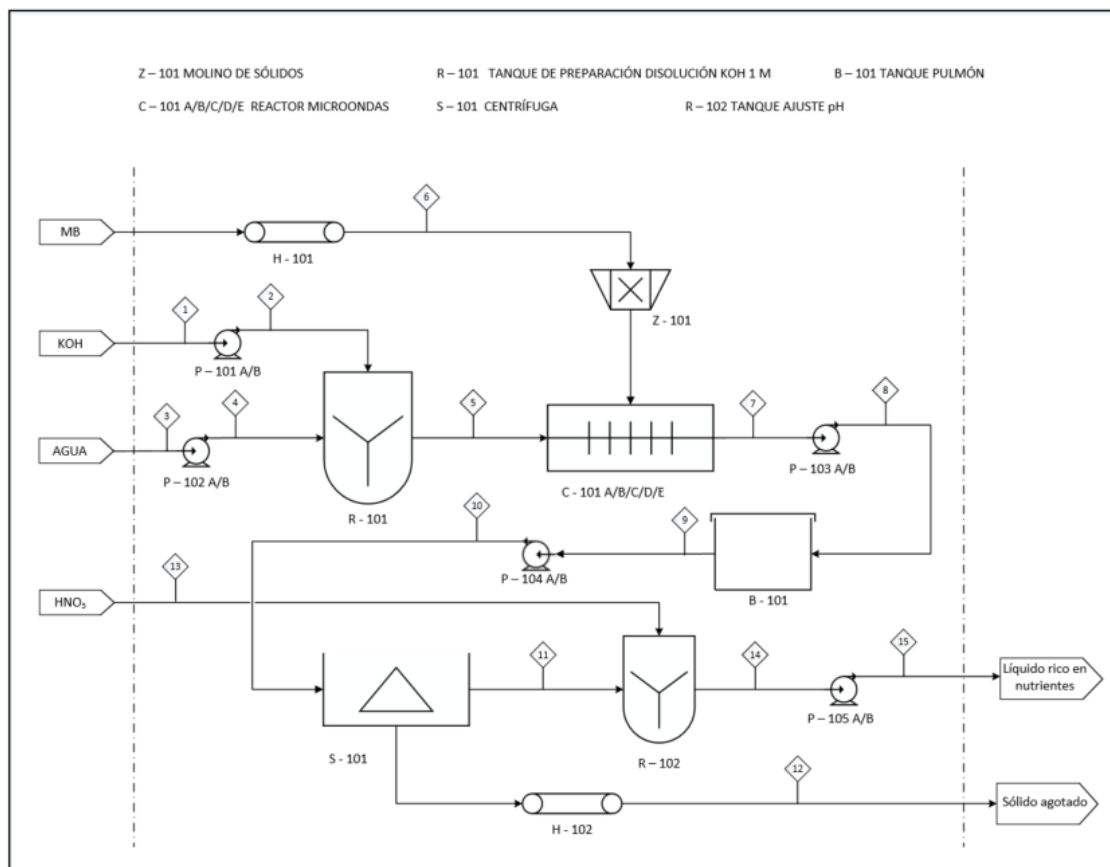 Z – 101 MOLINO DE SÓLIDOS
R – 101 TANQUE DE PREPARACIÓN DISOLUCIÓN KOH 1 M
B – 101 TANQUE PULMÓN
C – 101 A/B/C/D/E REACTOR MICROONDAS
S – 101 CENTRÍFUGA
R – 102 TANQUE AJUSTE pH
6
MB
H - 101
Z - 101
1
2
KOH
P – 101 A/B
3
4
5
7
8
AGUA
P – 102 A/B
R - 101
C – 101 A/B/C/D/E
P – 103 A/B
10
9
P – 104 A/B
B - 101
13
HNO₃
11
14
15
Líquido rico en
nutrientes
P – 105 A/B
S - 101
R – 102
12
Sólido agotado
H - 102